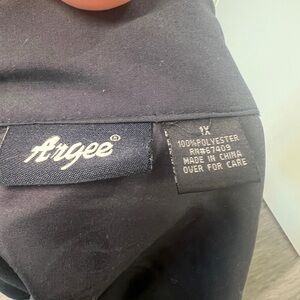 Argee®
1X
100%POLYESTER
RN#67409
MADE IN CHINA
OVER FOR CARE